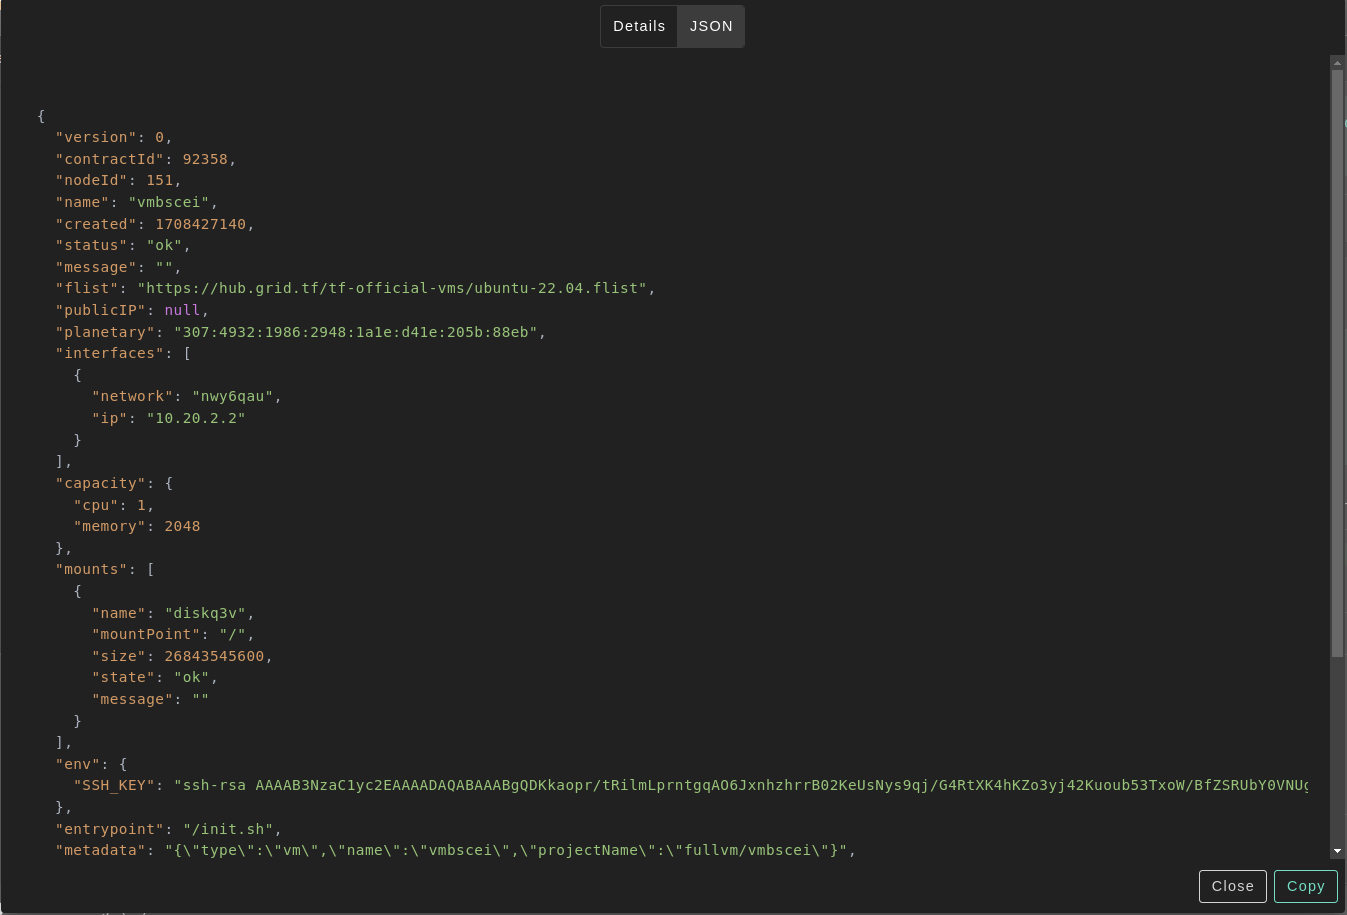 Details JSON
{
  "version": 0,
  "contractId": 92358,
  "nodeId": 151,
  "name": "vmbscei",
  "created": 1708427140,
  "status": "ok",
  "message": "",
  "flist": "https://hub.grid.tf/tf-official-vms/ubuntu-22.04.flist",
  "publicIP": null,
  "planetary": "307:4932:1986:2948:1a1e:d41e:205b:88eb",
  "interfaces": [
    {
      "network": "nwy6qau",
      "ip": "10.20.2.2"
    }
  ],
  "capacity": {
    "cpu": 1,
    "memory": 2048
  },
  "mounts": [
    {
      "name": "diskq3v",
      "mountPoint": "/",
      "size": 26843545600,
      "state": "ok",
      "message": ""
    }
  ],
  "env": {
    "SSH_KEY": "ssh-rsa AAAAB3NzaC1yc2EAAAADAQABAAABgQDKkaopr/tRilmLprntgqAO6JxnhzhrrB02KeUsNys9qj/G4RtXK4hKZo3yj42Kuoub53TxoW/BfZSRUbY0VNUg
  },
  "entrypoint": "/init.sh",
  "metadata": "{\"type\":\"vm\",\"name\":\"vmbscei\",\"projectName\":\"fullvm/vmbscei\"}",
Close Copy